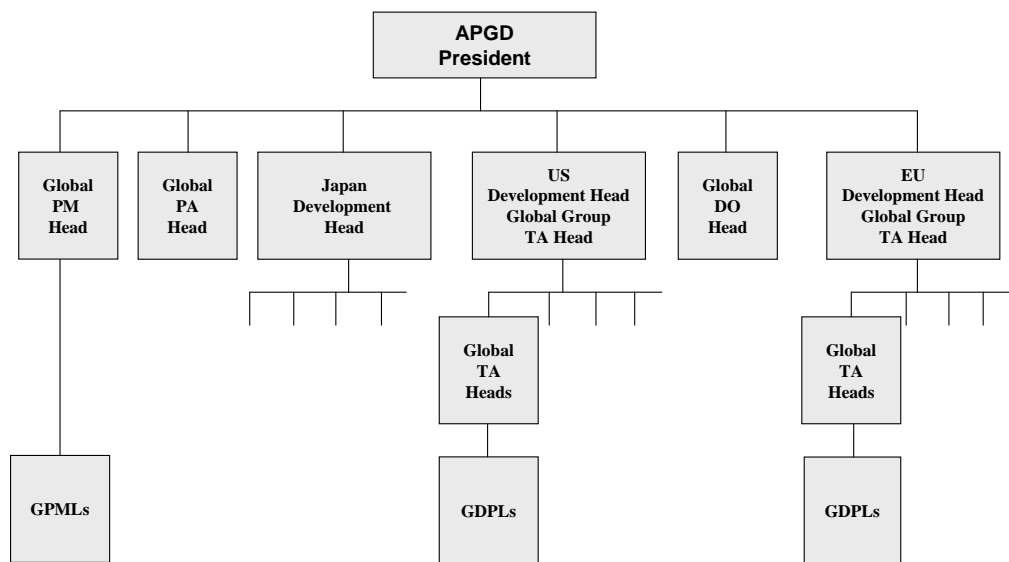 APGD
President
Global
PM
Head
Global
PA
Head
Japan
Development
Head
US
Development Head
Global Group
TA Head
Global
DO
Head
EU
Development Head
Global Group
TA Head
Global
TA
Heads
Global
TA
Heads
GPMLs
GDPLs
GDPLs